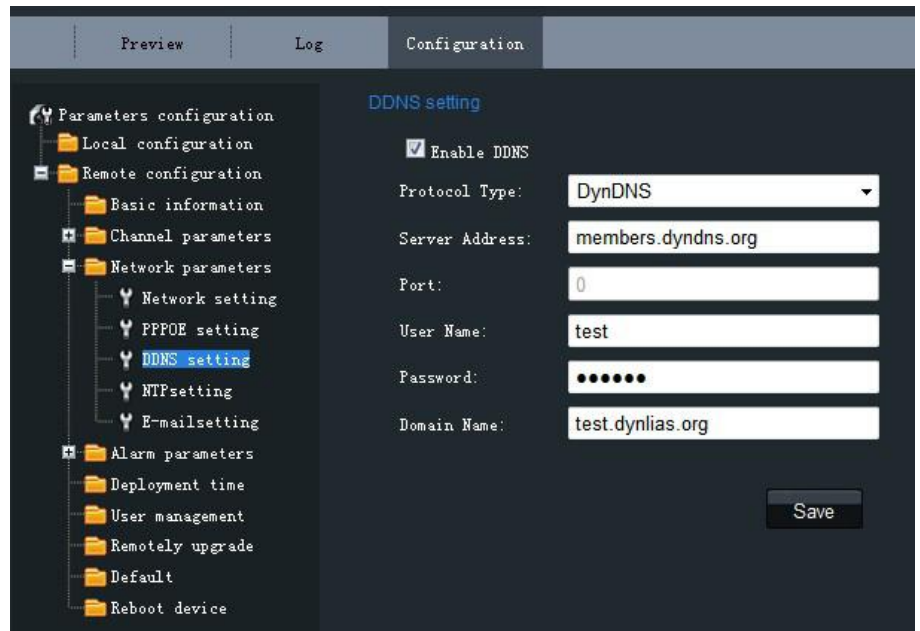 Preview
Log
Configuration
Parameters configuration
Local configuration
Remote configuration
Basic information
Channel parameters
Network parameters
Network setting
PPPOE setting
DDNS setting
NTPsetting
E-mailsetting
Alarm parameters
Deployment time
User management
Remotely upgrade
Default
Reboot device
DDNS setting
Enable DDNS
Protocol Type: DynDNS
Server Address: members.dyndns.org
Port: 0
User Name: test
Password: ●●●●●●
Domain Name: test.dynlias.org
Save